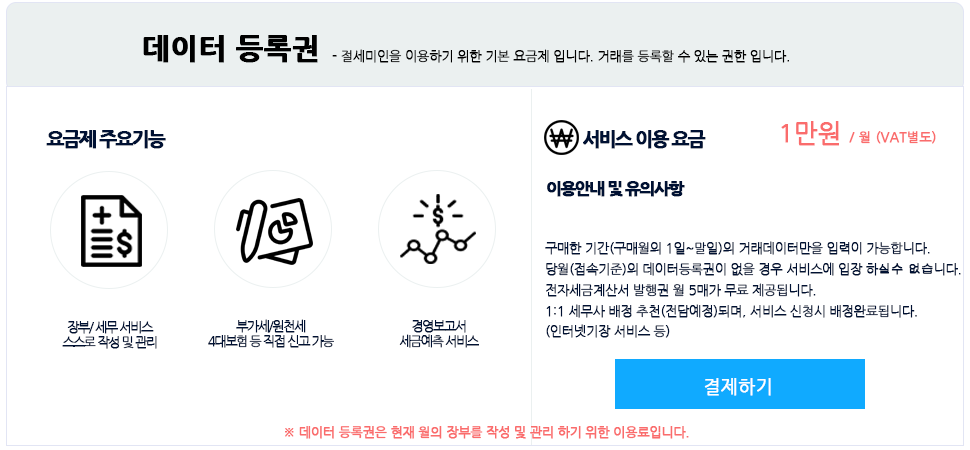 데이터 등록권 - 절세미인을 이용하기 위한 기본 요금제 입니다. 거래를 등록할 수 있는 권한 입니다.
요금제 주요기능
장부/ 세무 서비스
스스로 작성 및 관리
부가세/원천세
4대보험 등 직접 신고 가능
경영보고서
세금예측 서비스
서비스 이용 요금 1만원 / 월 (VAT별도)
이용안내 및 유의사항
구매한 기간(구매월의 1일~말일)의 거래데이터만을 입력이 가능합니다.
당월(접속기준)의 데이터등록권이 없을 경우 서비스에 입장 하실수 없습니다.
전자세금계산서 발행권 월 5매가 무료 제공됩니다.
1:1 세무사 배정 추천(전담예정)되며, 서비스 신청시 배정완료됩니다.
(인터넷기장 서비스 등)
결제하기
※ 데이터 등록권은 현재 월의 장부를 작성 및 관리 하기 위한 이용료입니다.